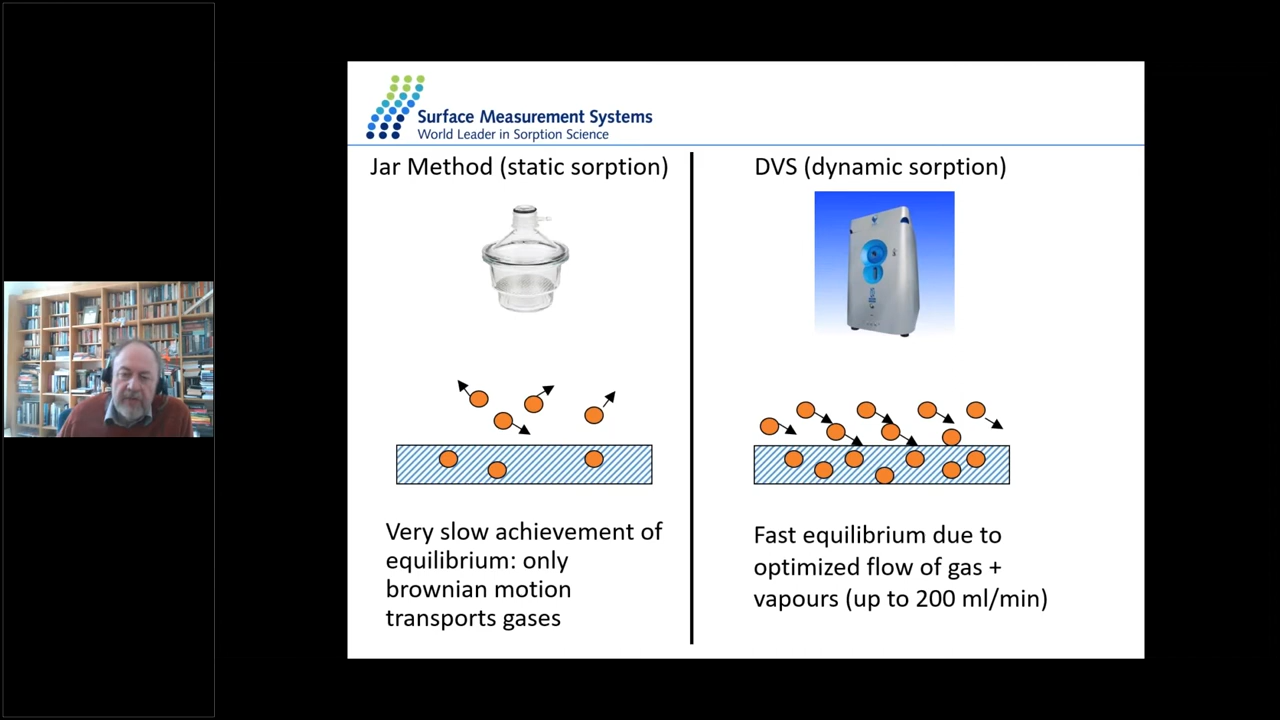 Surface Measurement Systems
World Leader in Sorption Science
Jar Method (static sorption)
Very slow achievement of
equilibrium: only
brownian motion
transports gases
DVS (dynamic sorption)
Fast equilibrium due to
optimized flow of gas +
vapours (up to 200 ml/min)